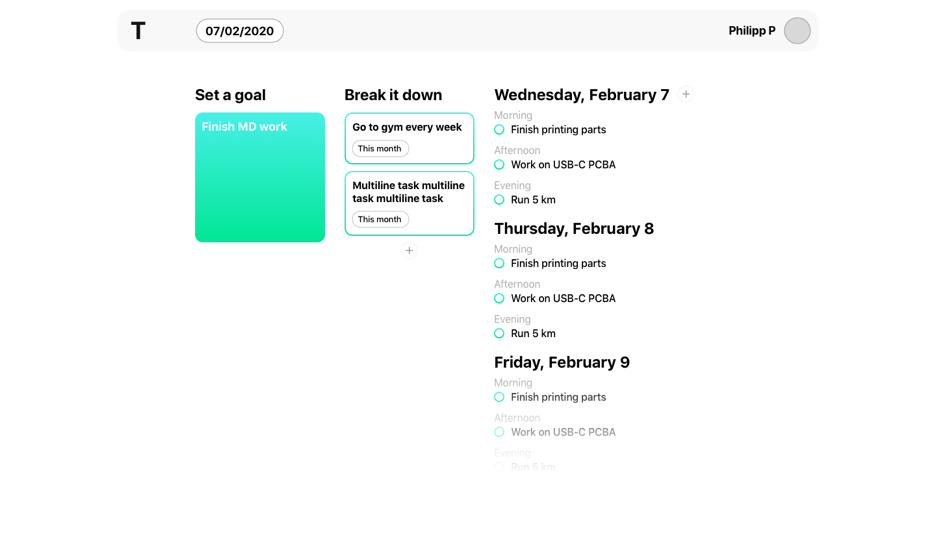 T
07/02/2020
Philipp P
Set a goal
Finish MD work
Break it down
Go to gym every week
This month
Multiline task multiline
task multiline task
This month
+
Wednesday, February 7 +
Morning
Finish printing parts
Afternoon
Work on USB-C PCBA
Evening
Run 5 km
Thursday, February 8
Morning
Finish printing parts
Afternoon
Work on USB-C PCBA
Evening
Run 5 km
Friday, February 9
Morning
Finish printing parts
Afternoon
Work on USB-C PCBA
Evening
Run 5 km